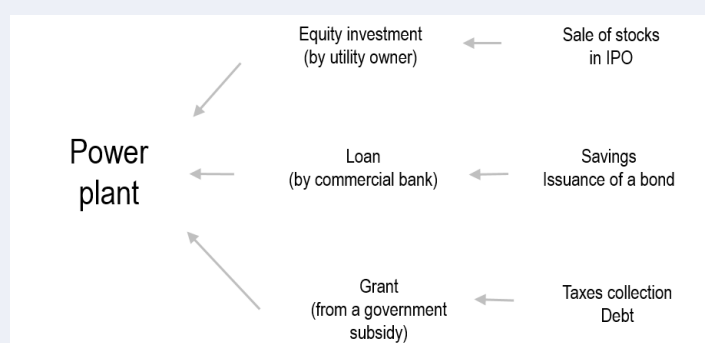 Equity investment
(by utility owner)
Sale of stocks
in IPO
Power
plant
Loan
(by commercial bank)
Savings
Issuance of a bond
Grant
(from a government
subsidy)
Taxes collection
Debt